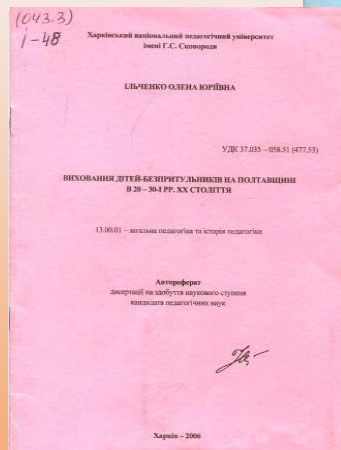 (043.3)
і-48
Харківський національний педагогічний університет
імені Г.С. Сковороди
ІЛЬЧЕНКО ОЛЕНА ЮРІЇВНА
УДК 37.035 – 058.51 (477.53)
ВИХОВАННЯ ДІТЕЙ-БЕЗПРИТУЛЬНИКІВ НА ПОЛТАВЩИНІ
В 20 – 30-І РР. ХХ СТОЛІТТЯ
13.00.01 – загальна педагогіка та історія педагогіки
Автореферат
дисертації на здобуття наукового ступеня
кандидата педагогічних наук
Харків – 2006